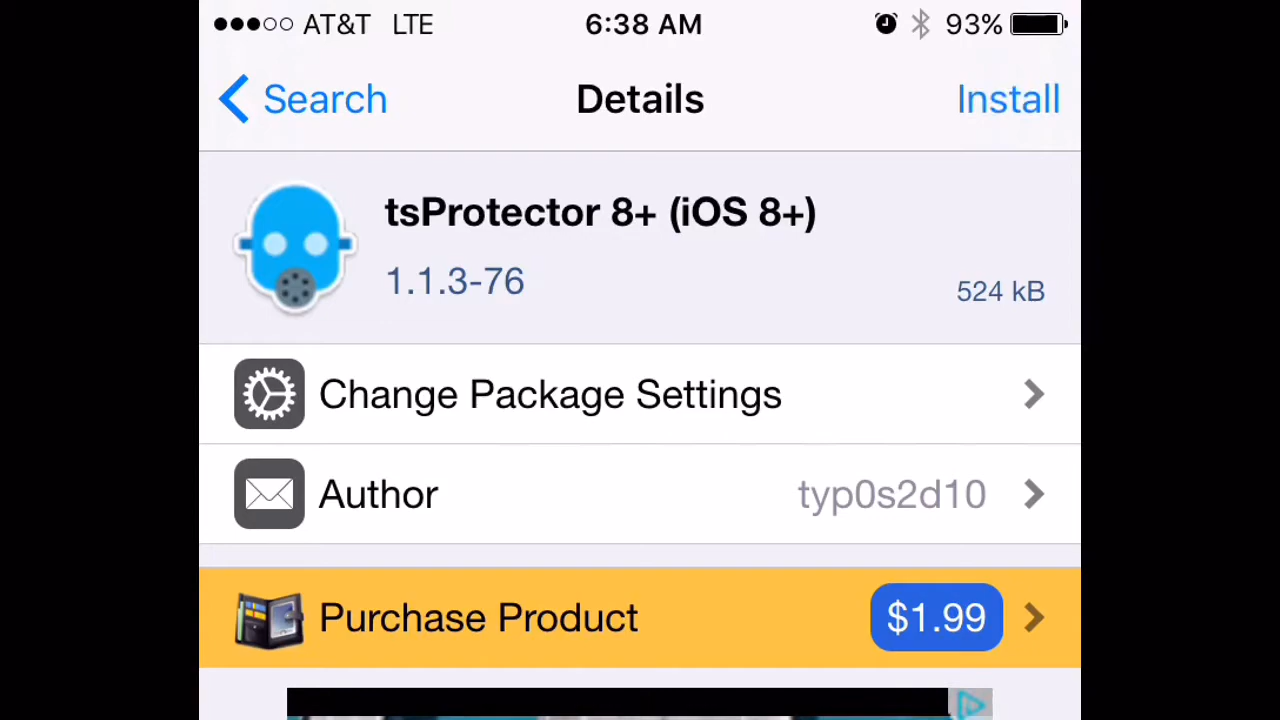 AT&T LTE 6:38 AM 93%
Search Details Install
tsProtector 8+ (iOS 8+)
1.1.3-76 524 kB
Change Package Settings
Author typ0s2d10
Purchase Product $1.99